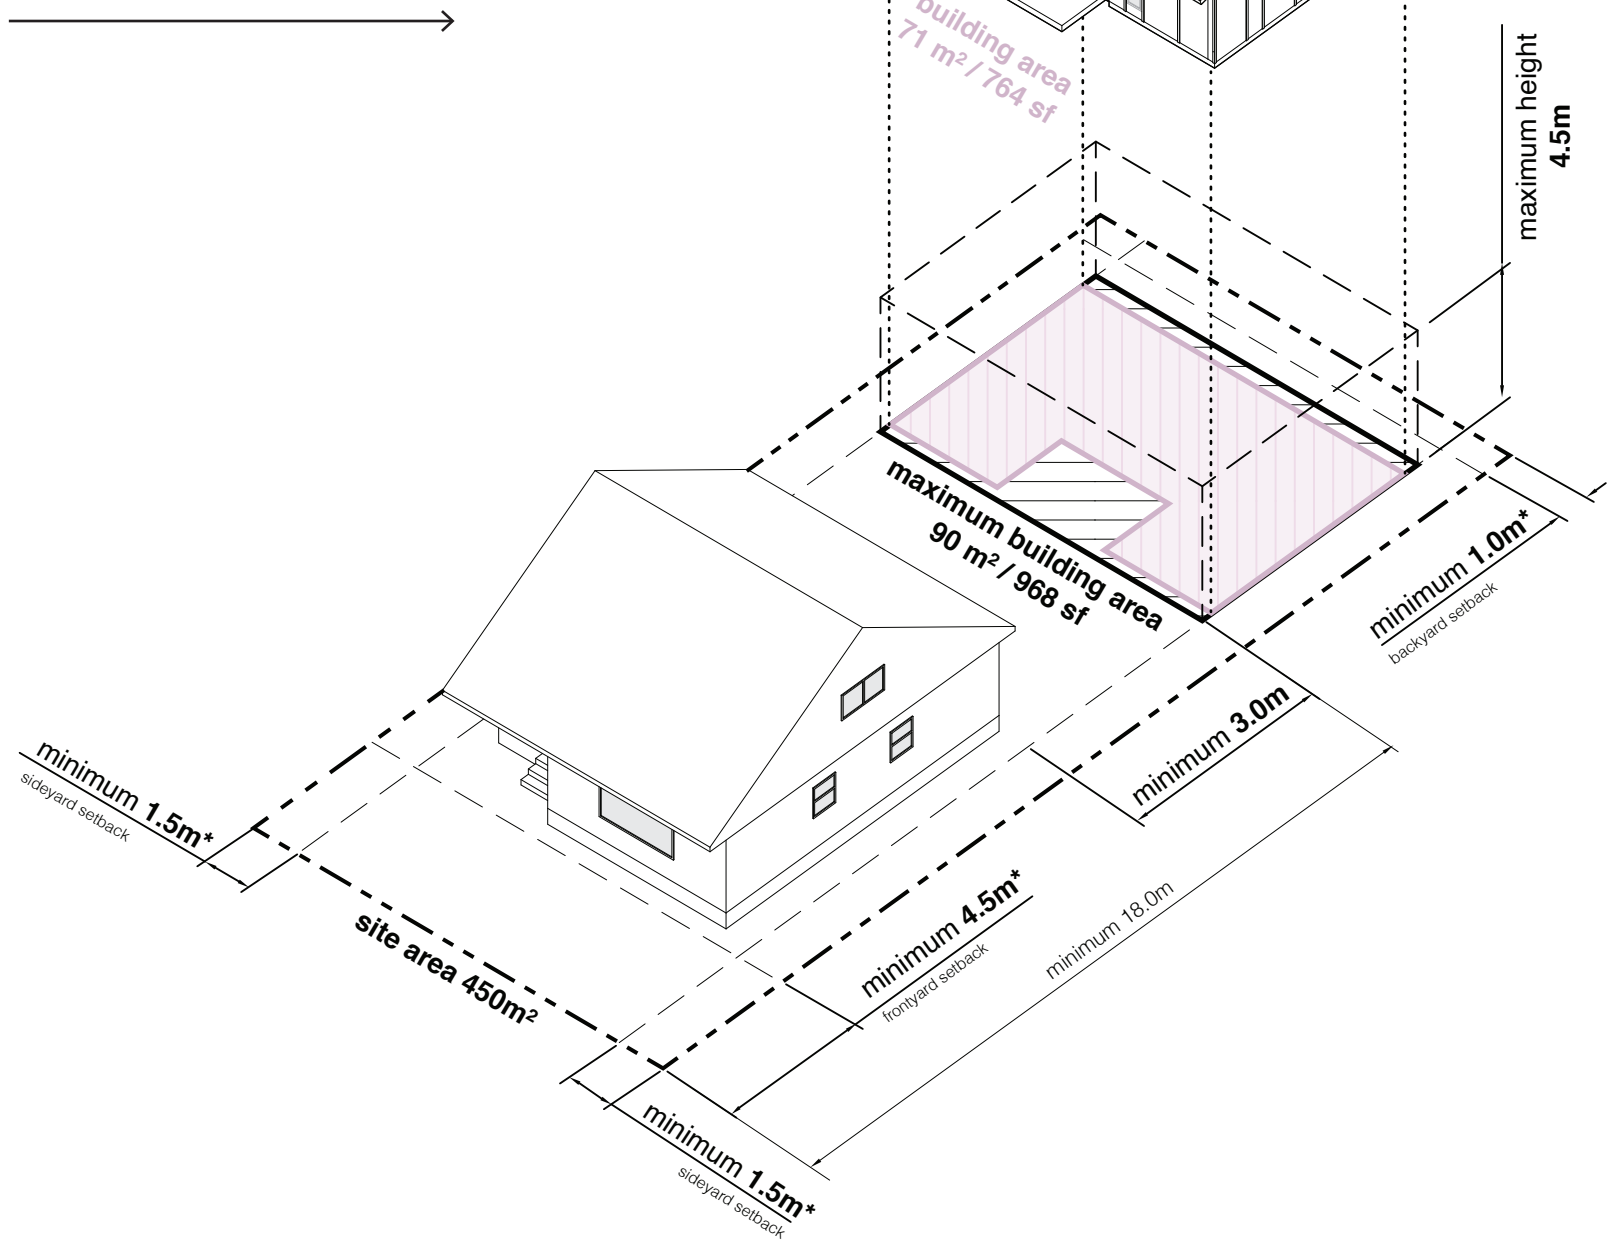 building area
71 m² / 764 sf
maximum height
4.5m
maximum building area
90 m² / 968 sf
minimum 1.0m*
backyard setback
minimum 3.0m
minimum 1.5m*
sideyard setback
minimum 4.5m*
frontyard setback
minimum 18.0m
site area 450m²
minimum 1.5m*
sideyard setback